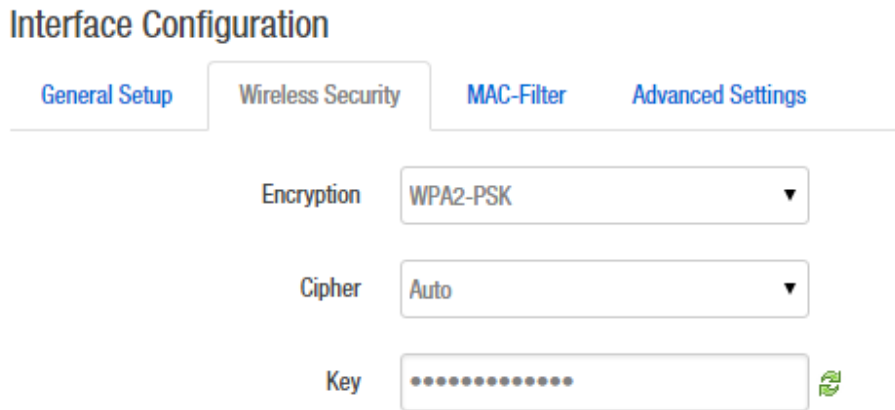 Interface Configuration
General Setup Wireless Security MAC-Filter Advanced Settings
Encryption WPA2-PSK
Cipher Auto
Key •••••••••••••